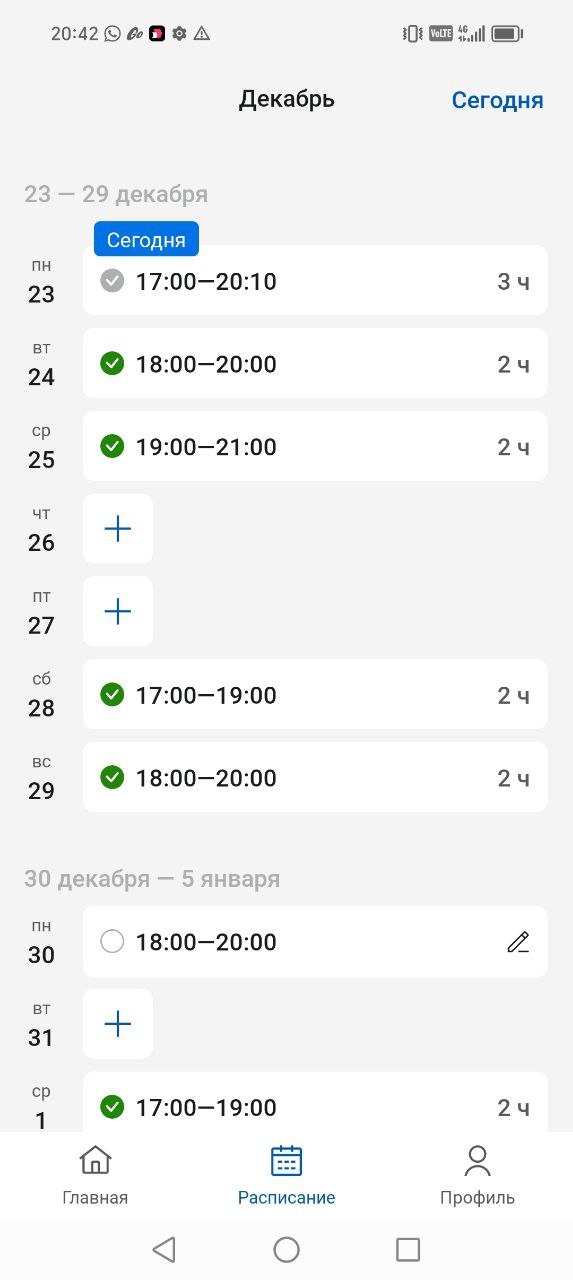 20:42
VoLTE 4G
Декабрь
Сегодня
23 — 29 декабря
Сегодня
пн
23
17:00—20:10
3 ч
вт
24
18:00—20:00
2 ч
ср
25
19:00—21:00
2 ч
чт
26
пт
27
сб
28
17:00—19:00
2 ч
вс
29
18:00—20:00
2 ч
30 декабря — 5 января
пн
30
18:00—20:00
вт
31
ср
1
17:00—19:00
2 ч
Главная
Расписание
Профиль